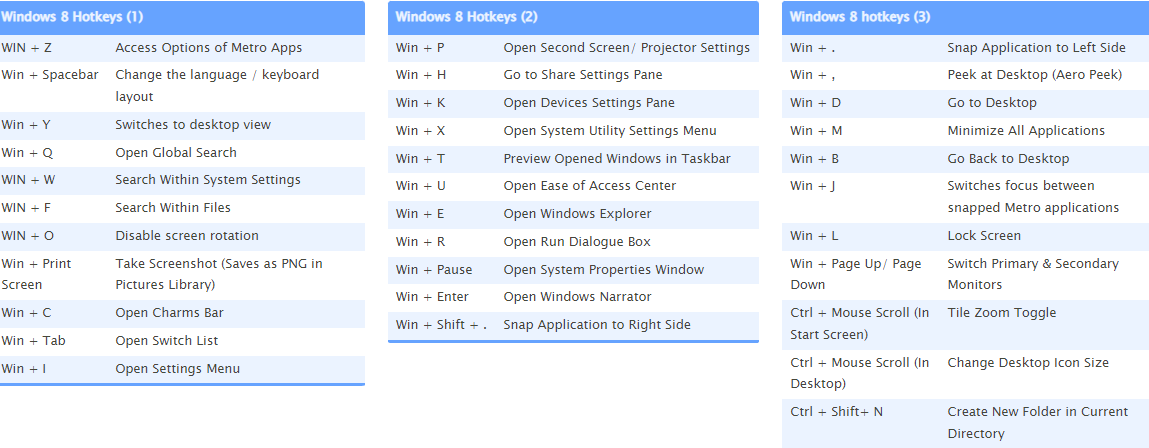 Windows 8 Hotkeys (1)
WIN + Z Access Options of Metro Apps
Win + Spacebar Change the language / keyboard
layout
Win + Y Switches to desktop view
Win + Q Open Global Search
WIN + W Search Within System Settings
WIN + F Search Within Files
WIN + O Disable screen rotation
Win + Print Take Screenshot (Saves as PNG in
Screen Pictures Library)
Win + C Open Charms Bar
Win + Tab Open Switch List
Win + I Open Settings Menu
Windows 8 Hotkeys (2)
Win + P Open Second Screen/ Projector Settings
Win + H Go to Share Settings Pane
Win + K Open Devices Settings Pane
Win + X Open System Utility Settings Menu
Win + T Preview Opened Windows in Taskbar
Win + U Open Ease of Access Center
Win + E Open Windows Explorer
Win + R Open Run Dialogue Box
Win + Pause Open System Properties Window
Win + Enter Open Windows Narrator
Win + Shift + . Snap Application to Right Side
Windows 8 hotkeys (3)
Win + . Snap Application to Left Side
Win + , Peek at Desktop (Aero Peek)
Win + D Go to Desktop
Win + M Minimize All Applications
Win + B Go Back to Desktop
Win + J Switches focus between
snapped Metro applications
Win + L Lock Screen
Win + Page Up/ Page Switch Primary & Secondary
Down Monitors
Ctrl + Mouse Scroll (In Tile Zoom Toggle
Start Screen)
Ctrl + Mouse Scroll (In Change Desktop Icon Size
Desktop)
Ctrl + Shift+ N Create New Folder in Current
Directory